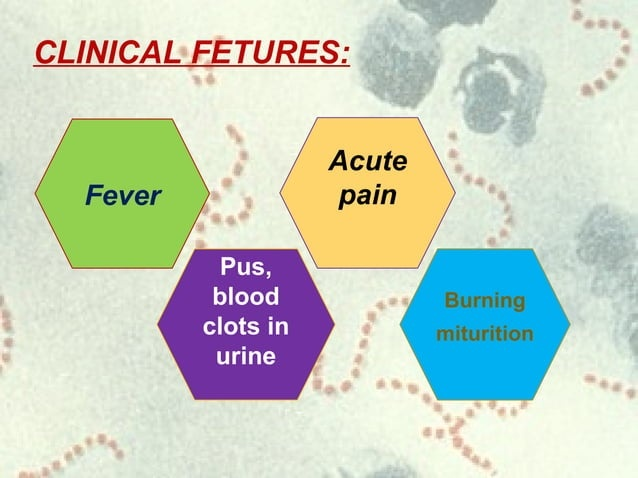 CLINICAL FETURES:
Fever
Acute
pain
Pus,
blood
clots in
urine
Burning
miturition